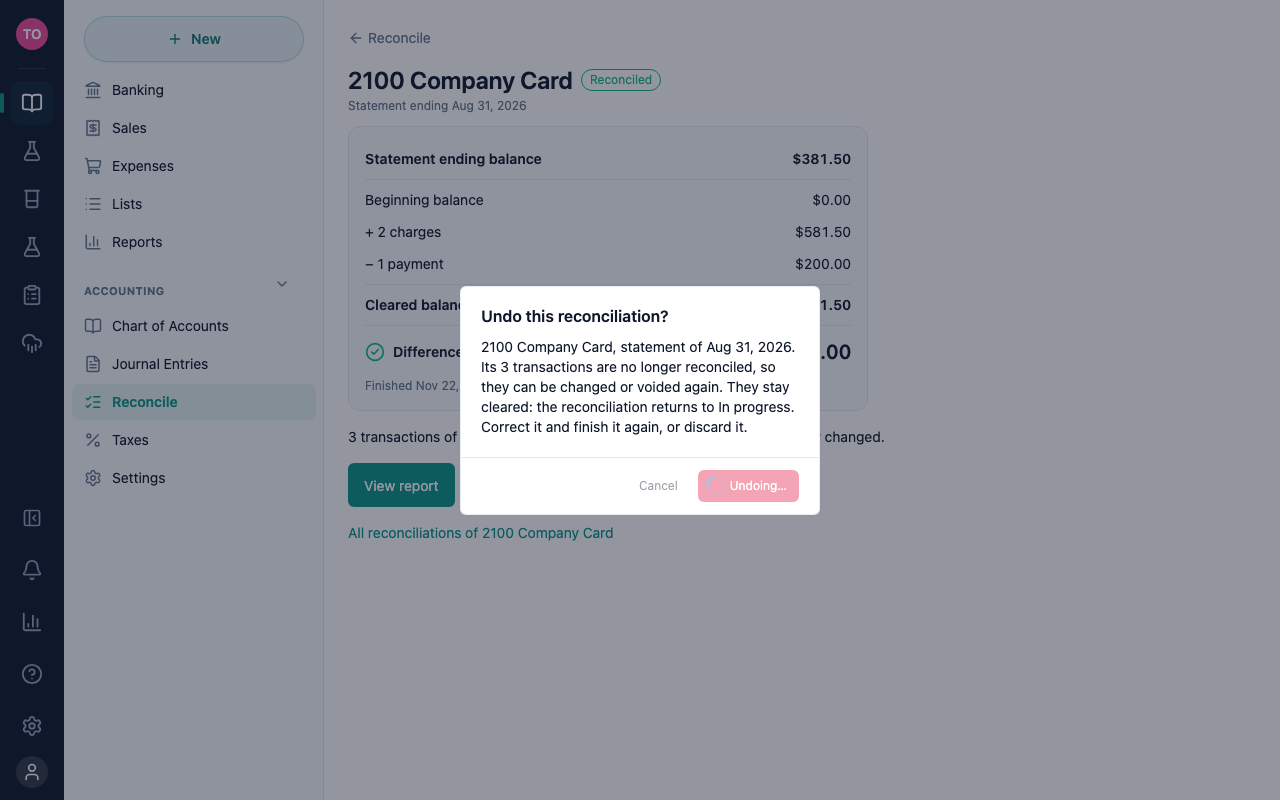 TO
New
Banking
Sales
Expenses
Lists
Reports
ACCOUNTING
Chart of Accounts
Journal Entries
Reconcile
Taxes
Settings
Reconcile
2100 Company Card Reconciled
Statement ending Aug 31, 2026
Statement ending balance $381.50
Beginning balance $0.00
+ 2 charges $581.50
− 1 payment $200.00
Cleared
Difference .00
Finished Nov 22,
3 transactions of changed.
View report
All reconciliations of 2100 Company Card
Undo this reconciliation?
2100 Company Card, statement of Aug 31, 2026.
Its 3 transactions are no longer reconciled, so
they can be changed or voided again. They stay
cleared: the reconciliation returns to In progress.
Correct it and finish it again, or discard it.
Cancel Undoing...